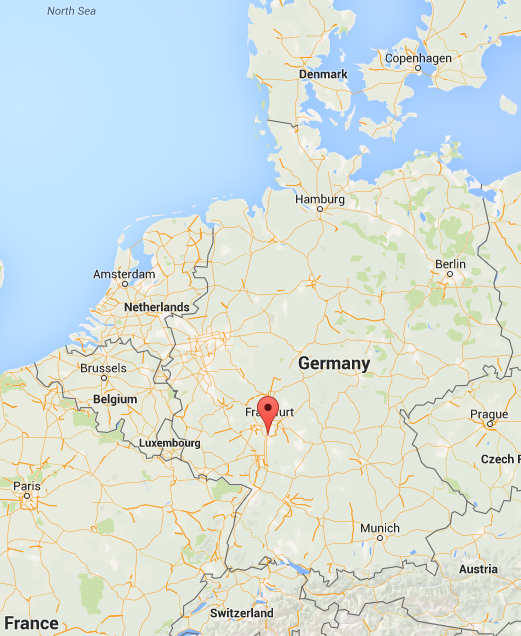 North Sea
Denmark
Copenhagen
Hamburg
Berlin
Amsterdam
Netherlands
Germany
Brussels
Belgium
Prague
Luxembourg
Czech
Paris
Munich
Austria
Switzerland
France